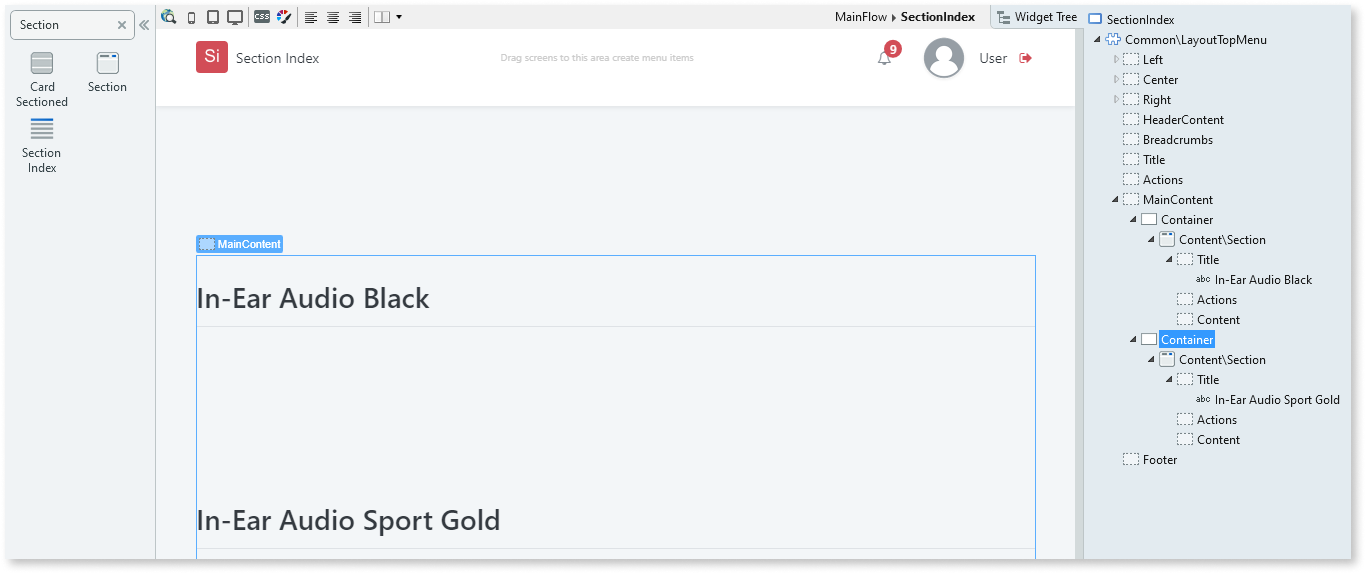 Section
Card
Sectioned
Section
Section
Index
CSS
MainFlow
SectionIndex
Widget Tree
Si
Section Index
Drag screens to this area create menu items
9
User
MainContent
In-Ear Audio Black
In-Ear Audio Sport Gold
SectionIndex
Common\LayoutTopMenu
Left
Center
Right
HeaderContent
Breadcrumbs
Title
Actions
MainContent
Container
Content\Section
Title
abc In-Ear Audio Black
Actions
Content
Container
Content\Section
Title
abc In-Ear Audio Sport Gold
Actions
Content
Footer